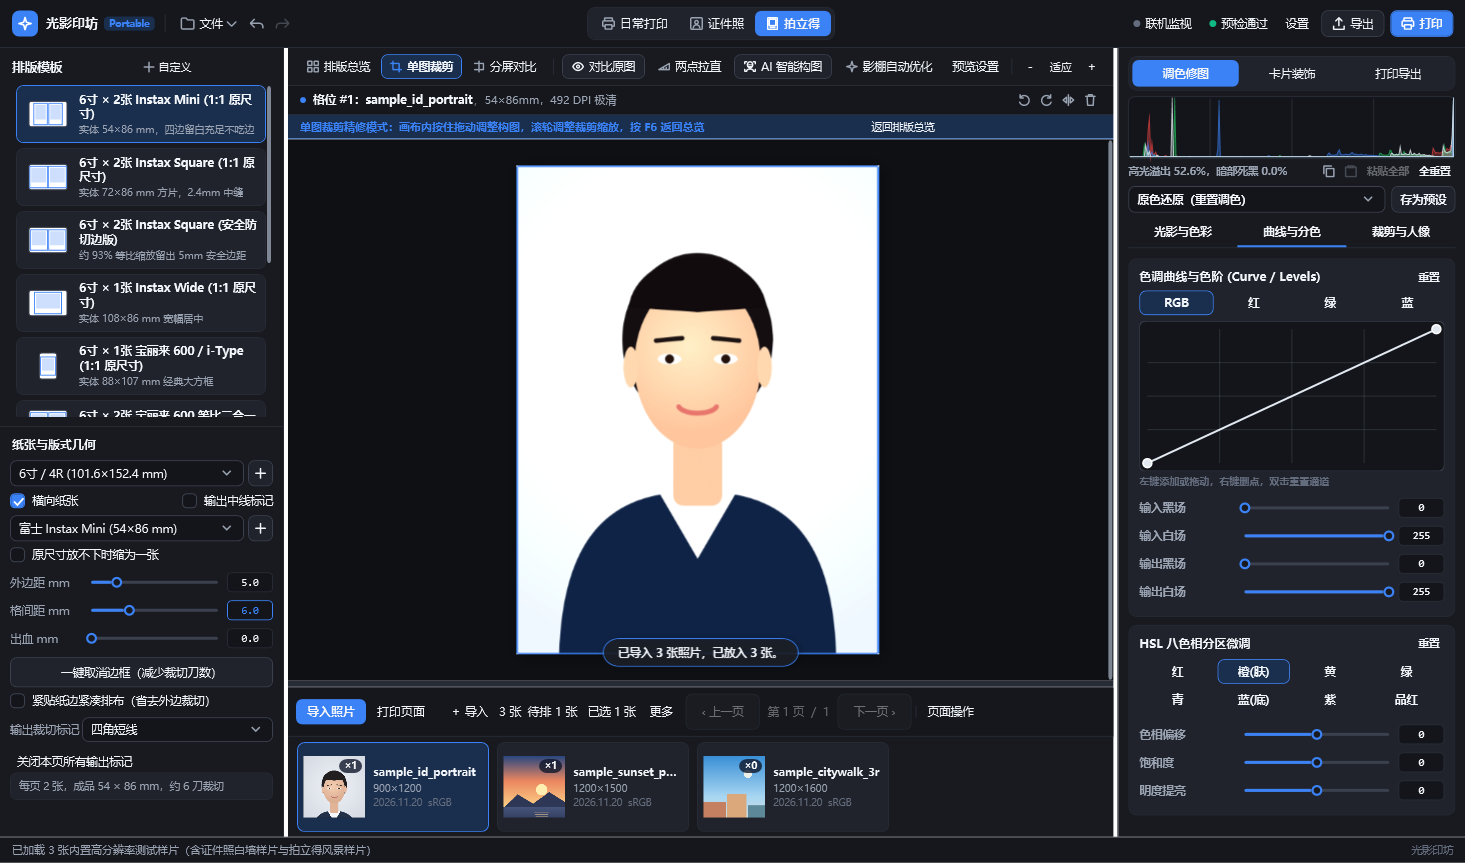 光影印坊 Portable 文件
日常打印 证件照 拍立得
联机监视 预检通过 设置 导出 打印
排版模板 自定义
6寸 × 2张 Instax Mini (1:1 原尺寸)
实体 54×86 mm，四边留白充足不吃边
6寸 × 2张 Instax Square (1:1 原尺寸)
实体 72×86 mm 方片，2.4mm 中缝
6寸 × 2张 Instax Square (安全防切边版)
约 93% 等比缩放留出 5mm 安全边距
6寸 × 1张 Instax Wide (1:1 原尺寸)
实体 108×86 mm 宽幅居中
6寸 × 1张 宝丽来 600 / i-Type (1:1 原尺寸)
实体 88×107 mm 经典大方框
6寸 × 2张 宝丽来 600 等比二合一
纸张与版式几何
6寸 / 4R (101.6×152.4 mm) +
横向纸张 输出中线标记
富士 Instax Mini (54×86 mm) +
原尺寸放不下时缩为一张
外边距 mm 5.0
格间距 mm 6.0
出血 mm 0.0
一键取消边框（减少裁切刀数）
紧贴纸边紧凑排布（省去外边裁切）
输出裁切标记 四角短线
关闭本页所有输出标记
每页 2 张，成品 54 × 86 mm，约 6 刀裁切
排版总览 单图裁剪 分屏对比 对比原图 两点拉直 AI 智能构图 影棚自动优化 预览设置 - 适应 +
格位 #1：sample_id_portrait，54×86mm，492 DPI 极清
单图裁剪精修模式：画布内按住拖动调整构图，滚轮调整裁剪缩放，按 F6 返回总览 返回排版总览
已导入 3 张照片，已放入 3 张。
导入照片 打印页面 + 导入 3 张 待排 1 张 已选 1 张 更多 ‹ 上一页 第 1 页 / 1 下一页 › 页面操作
×1
sample_id_portrait
900×1200
2026.11.20 sRGB
×1
sample_sunset_p...
1200×1500
2026.11.20 sRGB
×0
sample_citywalk_3r
1200×1600
2026.11.20 sRGB
调色修图 卡片装饰 打印导出
高光溢出 52.6%，暗部死黑 0.0% 粘贴全部 全重置
原色还原（重置调色） 存为预设
光影与色彩 曲线与分色 裁剪与人像
色调曲线与色阶 (Curve / Levels) 重置
RGB 红 绿 蓝
左键添加或拖动，右键删点，双击重置通道
输入黑场 0
输入白场 255
输出黑场 0
输出白场 255
HSL 八色相分区微调 重置
红 橙(肤) 黄 绿
青 蓝(底) 紫 品红
色相偏移 0
饱和度 0
明度提亮 0
已加载 3 张内置高分辨率测试样片（含证件照白墙样片与拍立得风景样片） 光影印坊